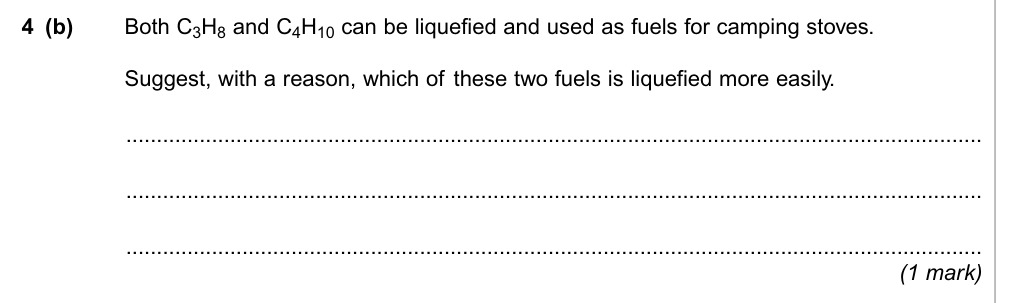 4 (b) Both C₃H₈ and C₄H₁₀ can be liquefied and used as fuels for camping stoves.
Suggest, with a reason, which of these two fuels is liquefied more easily.
(1 mark)